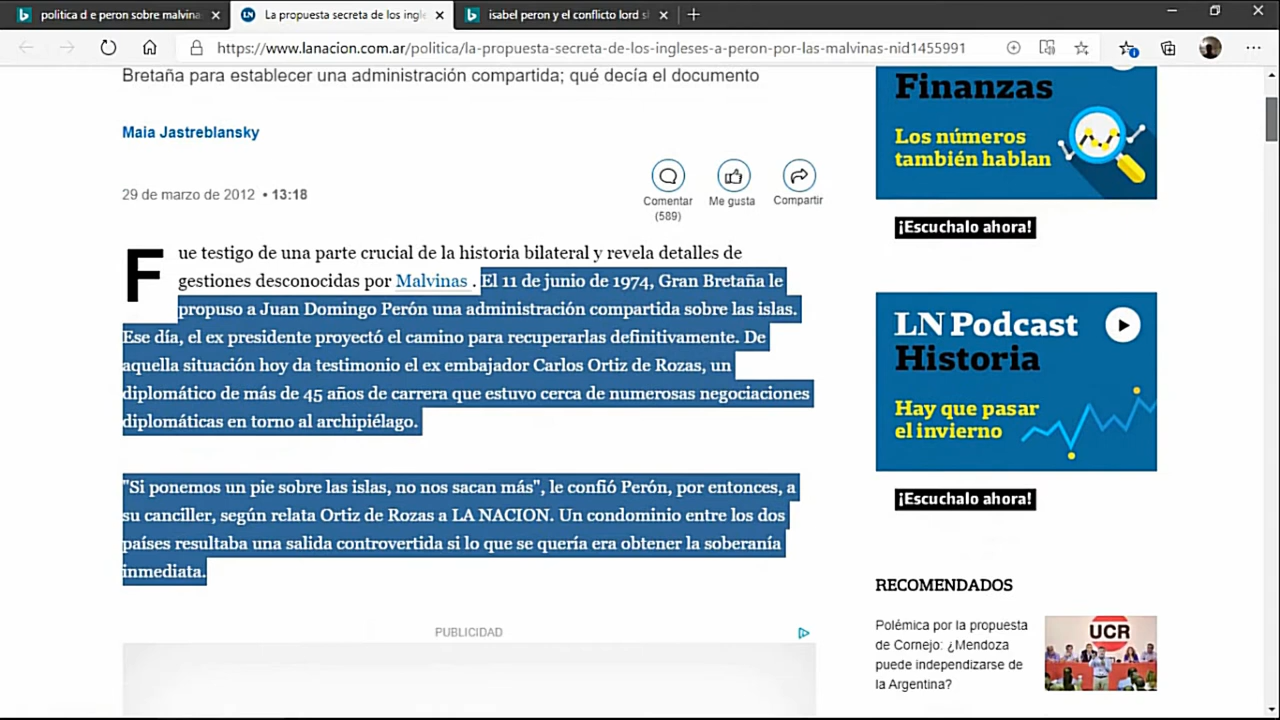 politica d e peron sobre malvina
La propuesta secreta de los ingle
isabel peron y el conflicto lord s
https://www.lanacion.com.ar/politica/la-propuesta-secreta-de-los-ingleses-a-peron-por-las-malvinas-nid1455991
Bretaña para establecer una administración compartida; qué decía el documento
Maia Jastreblansky
29 de marzo de 2012 • 13:18
Comentar
(589)
Me gusta
Compartir
Fue testigo de una parte crucial de la historia bilateral y revela detalles de
gestiones desconocidas por Malvinas . El 11 de junio de 1974, Gran Bretaña le
propuso a Juan Domingo Perón una administración compartida sobre las islas.
Ese día, el ex presidente proyectó el camino para recuperarlas definitivamente. De
aquella situación hoy da testimonio el ex embajador Carlos Ortiz de Rozas, un
diplomático de más de 45 años de carrera que estuvo cerca de numerosas negociaciones
diplomáticas en torno al archipiélago.
"Si ponemos un pie sobre las islas, no nos sacan más", le confió Perón, por entonces, a
su canciller, según relata Ortiz de Rozas a LA NACION. Un condominio entre los dos
países resultaba una salida controvertida si lo que se quería era obtener la soberanía
inmediata.
PUBLICIDAD
Finanzas
Los números
también hablan
¡Escuchalo ahora!
LN Podcast
Historia
Hay que pasar
el invierno
¡Escuchalo ahora!
RECOMENDADOS
Polémica por la propuesta
de Cornejo: ¿Mendoza
puede independizarse de
la Argentina?
UCR